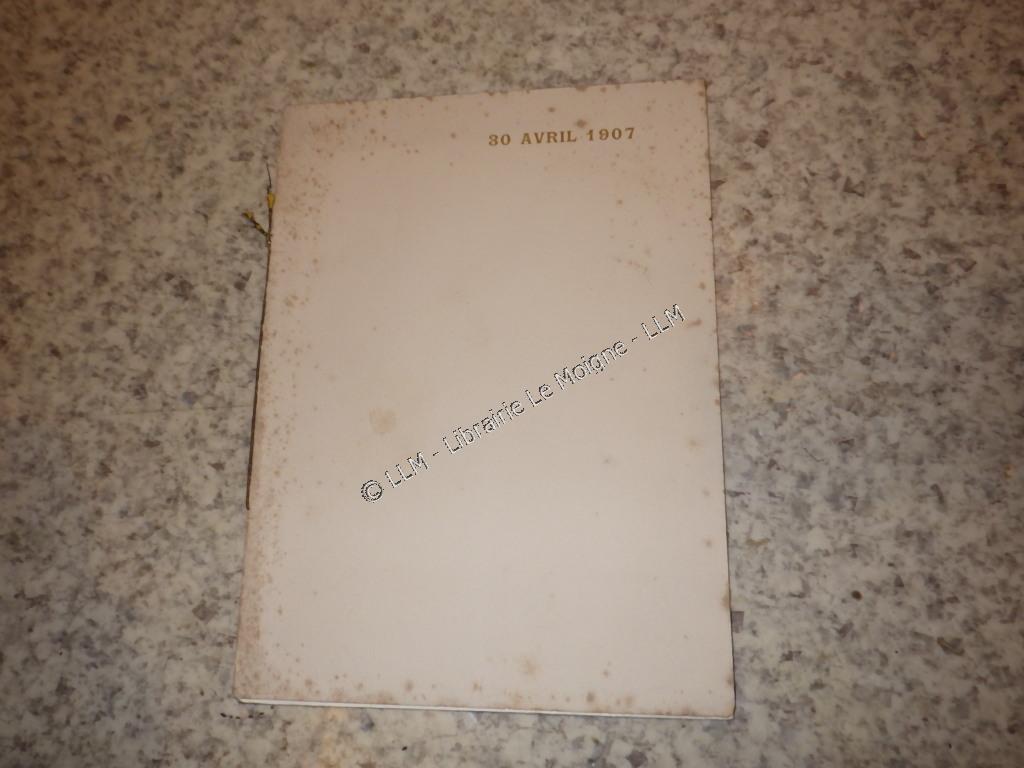 30 AVRIL 1907
© LLM - Librairie Le Moigne - LLM